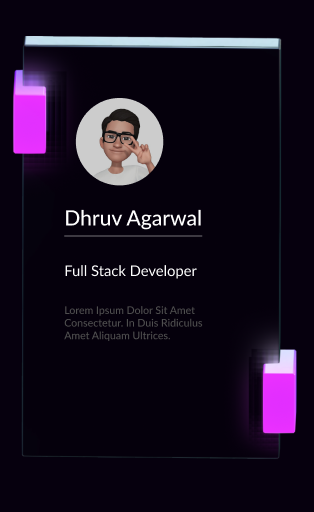 Dhruv Agarwal
Full Stack Developer
Lorem Ipsum Dolor Sit Amet
Consectetur. In Duis Ridiculus
Amet Aliquam Ultrices.